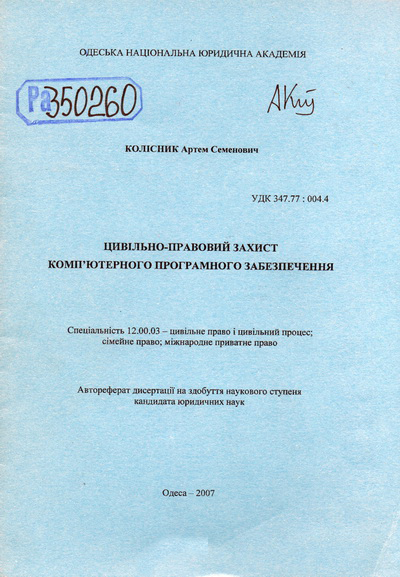 ОДЕСЬКА НАЦІОНАЛЬНА ЮРИДИЧНА АКАДЕМІЯ
Ра350260
КОЛІСНИК Артем Семенович
УДК 347.77 : 004.4
ЦИВІЛЬНО-ПРАВОВИЙ ЗАХИСТ
КОМП'ЮТЕРНОГО ПРОГРАМНОГО ЗАБЕЗПЕЧЕННЯ
Спеціальність 12.00.03 – цивільне право і цивільний процес;
сімейне право; міжнародне приватне право
Автореферат дисертації на здобуття наукового ступеня
кандидата юридичних наук
Одеса – 2007